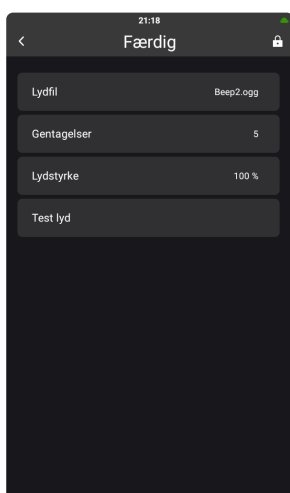 21:18
Færdig
Lydfil Beep2.ogg
Gentagelser 5
Lydstyrke 100 %
Test lyd